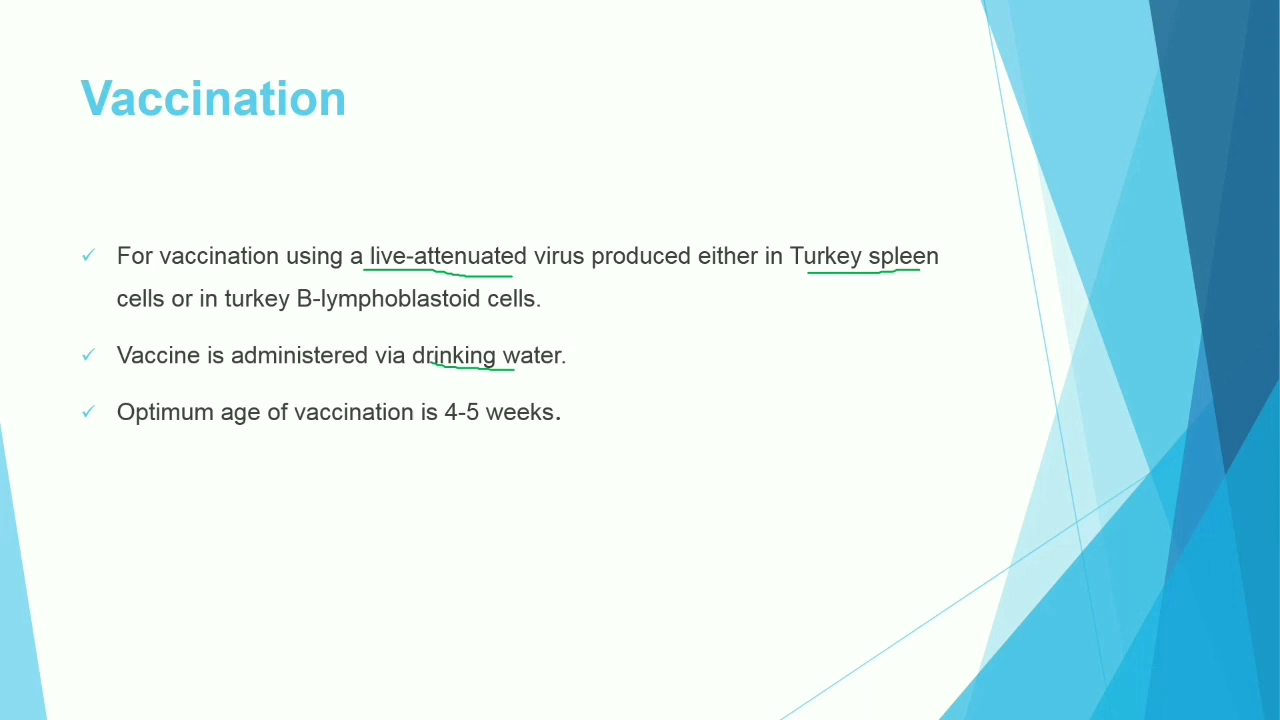 Vaccination
✓ For vaccination using a live-attenuated virus produced either in Turkey spleen
cells or in turkey B-lymphoblastoid cells.
✓ Vaccine is administered via drinking water.
✓ Optimum age of vaccination is 4-5 weeks.